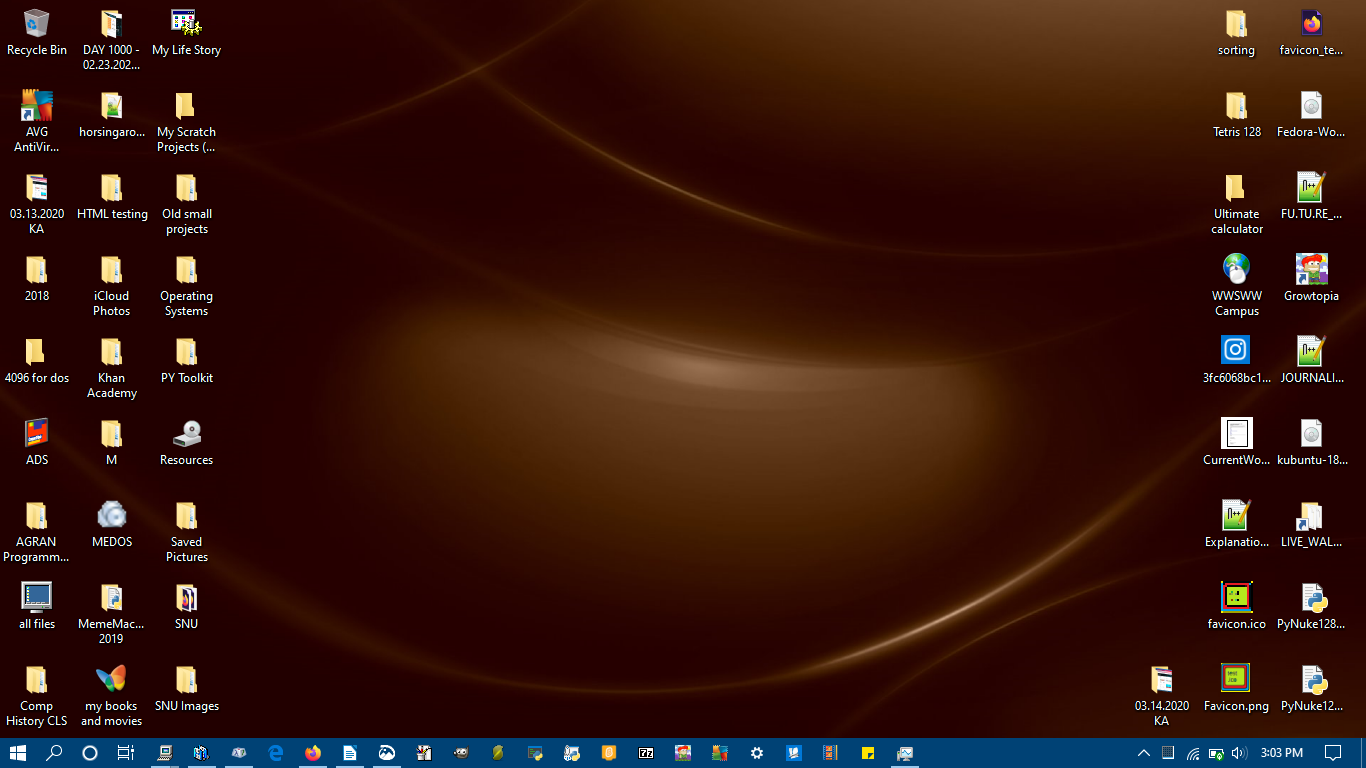 Recycle Bin
DAY 1000 -
02.23.202...
My Life Story
AVG
AntiVir...
horsingaro...
My Scratch
Projects (...
03.13.2020
KA
HTML testing
Old small
projects
2018
iCloud
Photos
Operating
Systems
4096 for dos
Khan
Academy
PY Toolkit
ADS
M
Resources
AGRAN
Programm...
MEDOS
Saved
Pictures
all files
MemeMac...
2019
SNU
Comp
History CLS
my books
and movies
SNU Images
sorting
favicon_te...
Tetris 128
Fedora-Wo...
Ultimate
calculator
FU.TU.RE_...
WWSWW
Campus
Growtopia
3fc6068bc1...
JOURNALI...
CurrentWo...
kubuntu-18...
Explanatio...
LIVE_WAL...
favicon.ico
PyNuke128...
03.14.2020
KA
Favicon.png
PyNuke12...
3:03 PM